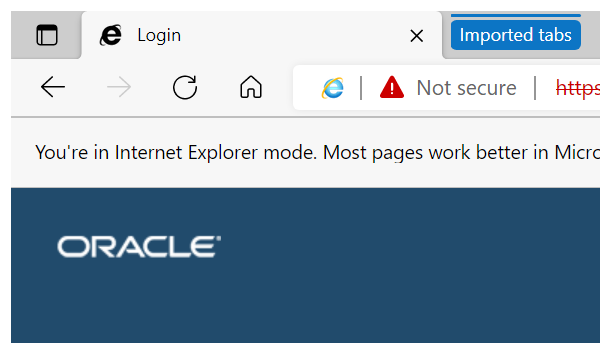 Login
Imported tabs
Not secure
https
You're in Internet Explorer mode. Most pages work better in Micro
ORACLE